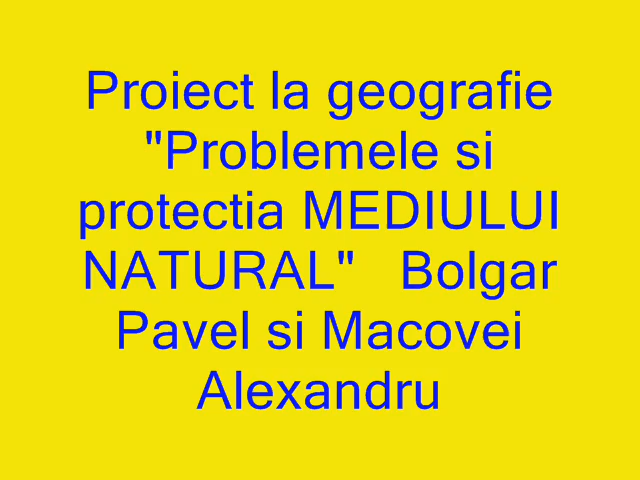 Proiect la geografie
"Problemele si
protectia MEDIULUI
NATURAL"   Bolgar
Pavel si Macovei
Alexandru